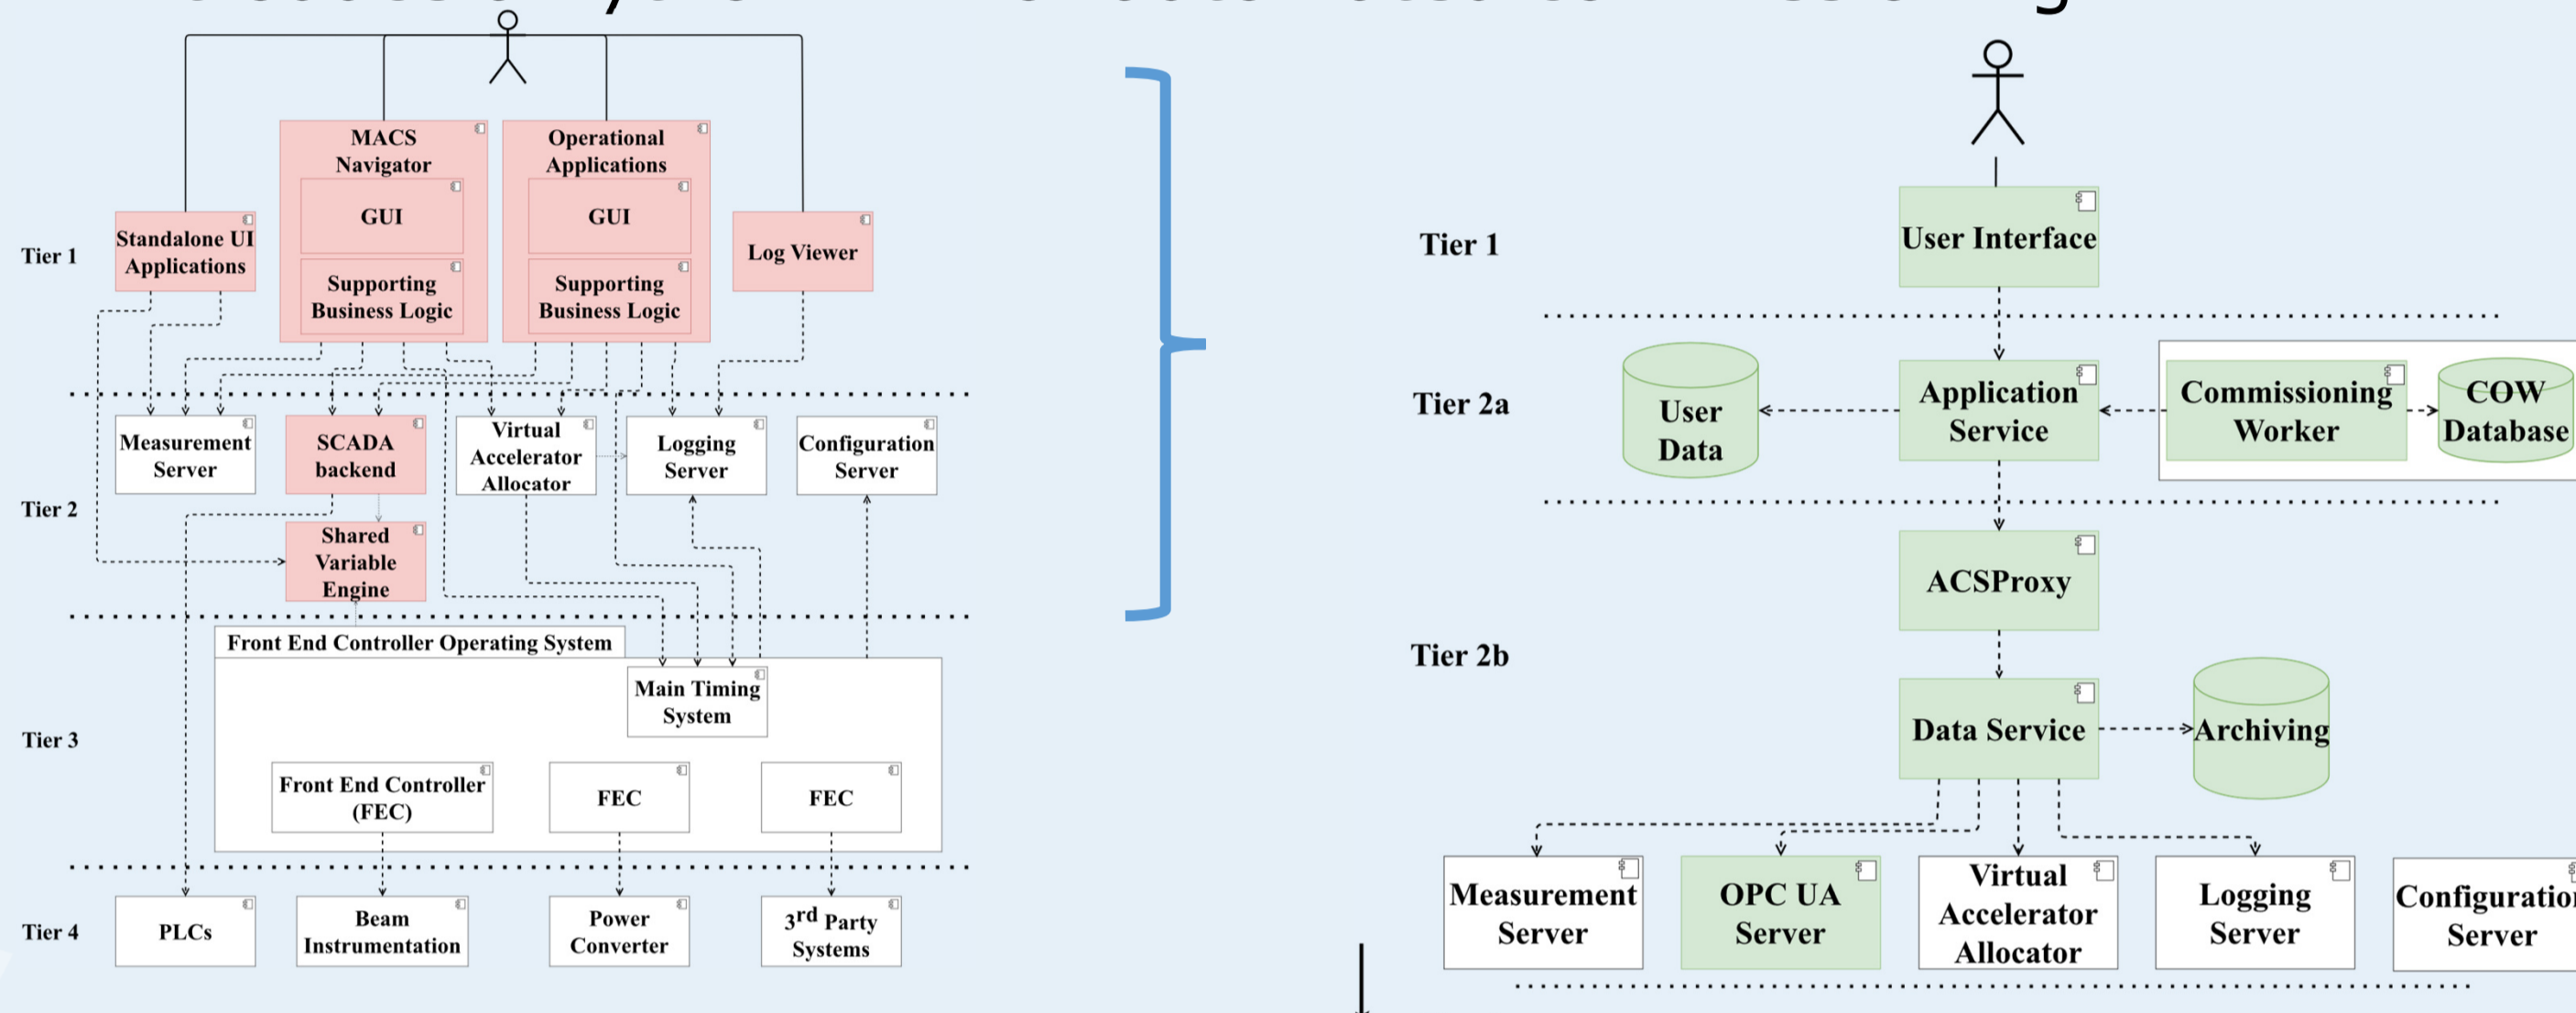 MACS
Navigator
GUI
Supporting
Business Logic
Operational
Applications
GUI
Supporting
Business Logic
Standalone UI
Applications
Log Viewer
Tier 1
Measurement
Server
SCADA
backend
Virtual
Accelerator
Allocator
Logging
Server
Configuration
Server
Tier 2
Shared
Variable
Engine
Front End Controller Operating System
Main Timing
System
Tier 3
Front End Controller
(FEC)
FEC
FEC
Tier 4
PLCs
Beam
Instrumentation
Power
Converter
3rd Party
Systems
Tier 1
User Interface
Tier 2a
User
Data
Application
Service
Commissioning
Worker
COW
Database
ACSProxy
Tier 2b
Data Service
Archiving
Measurement
Server
OPC UA
Server
Virtual
Accelerator
Allocator
Logging
Server
Configuration
Server